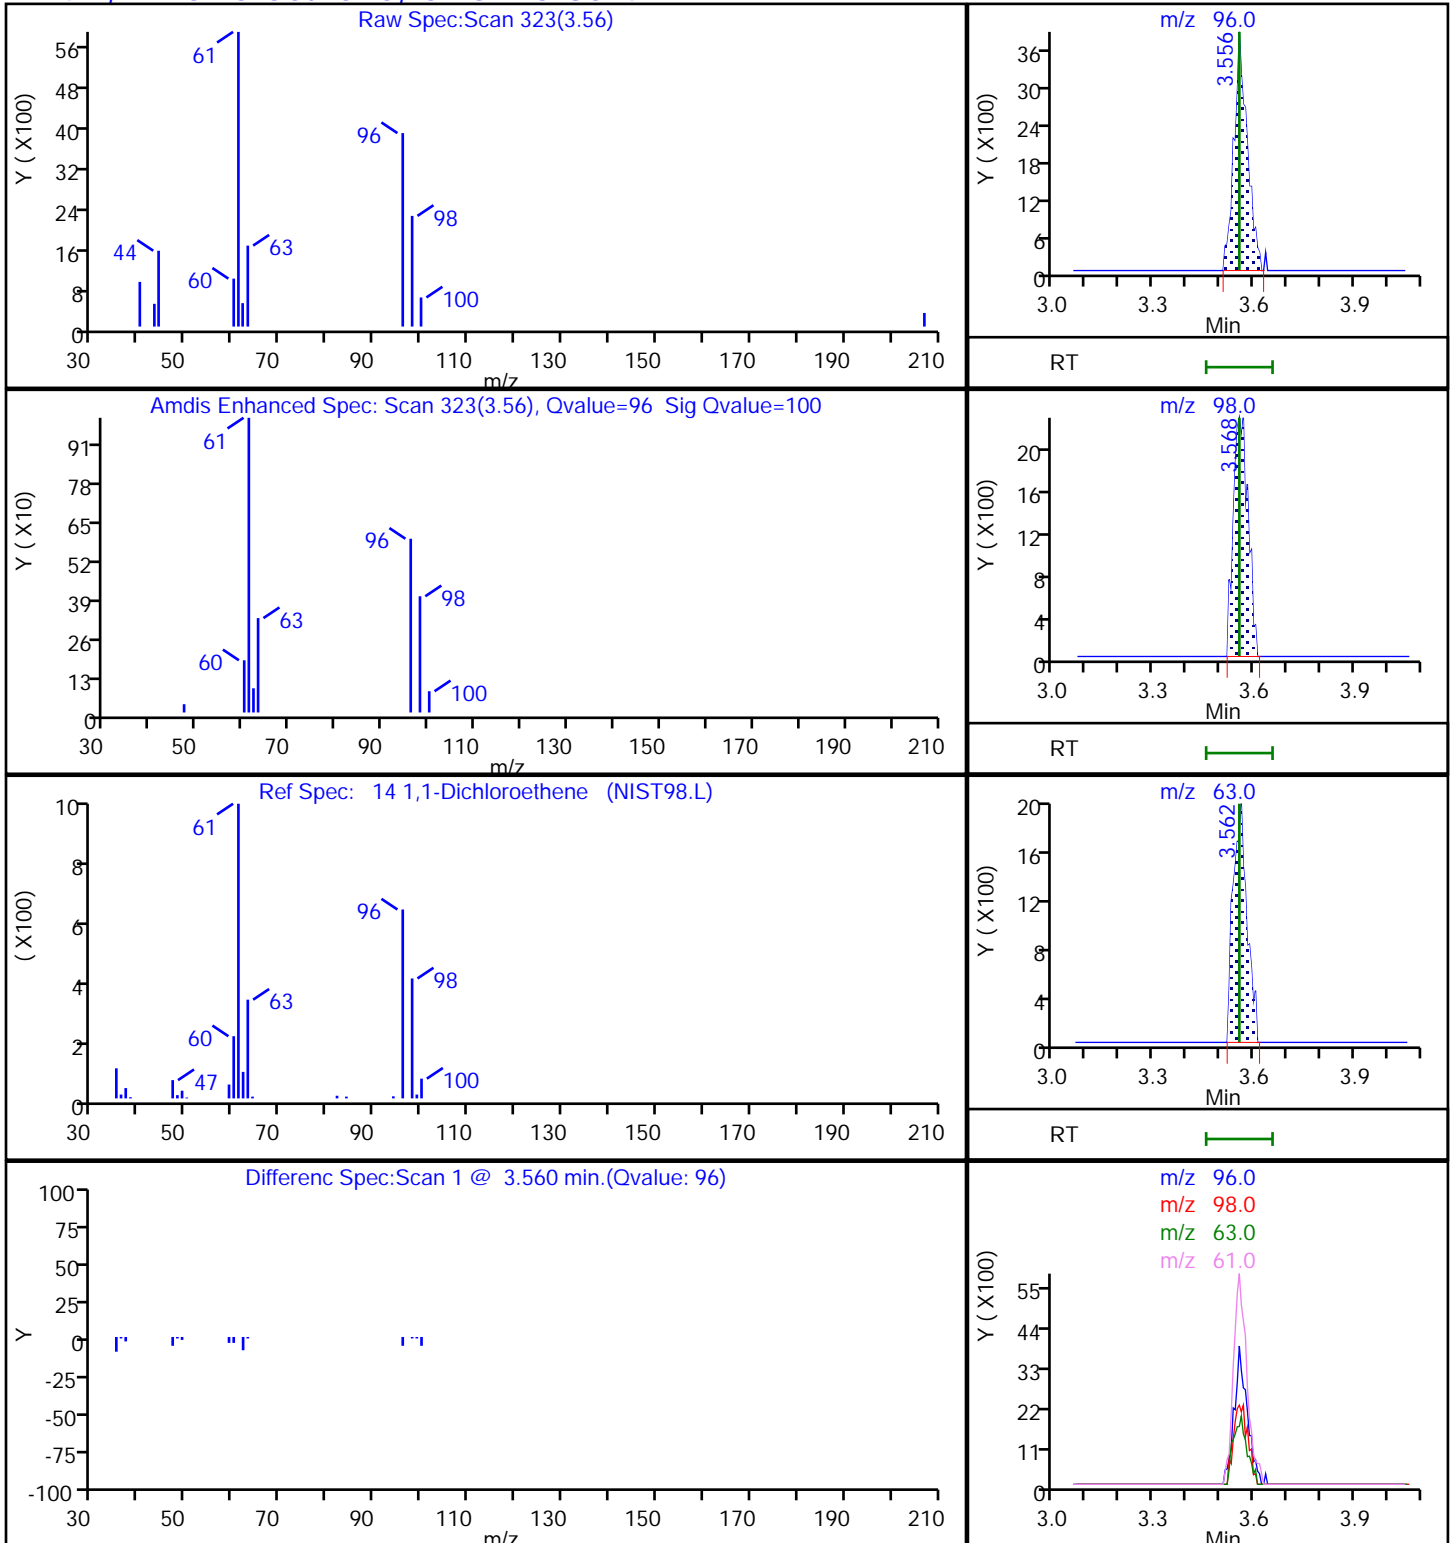 Raw Spec:Scan 323(3.56)
Y ( X100)
56
48
40
32
24
16
8
0
61
96
98
44
63
60
100
30 50 70 90 110 130 150 170 190 210
m/z
m/z 96.0
Y ( X100)
36
30
24
18
12
6
0
3.556
3.0 3.3 3.6 3.9
Min
RT
Amdis Enhanced Spec: Scan 323(3.56), Qvalue=96 Sig Qvalue=100
Y ( X10)
91
78
65
52
39
26
13
0
61
96
98
63
60
100
30 50 70 90 110 130 150 170 190 210
m/z
m/z 98.0
Y ( X100)
20
16
12
8
4
0
3.568
3.0 3.3 3.6 3.9
Min
RT
Ref Spec: 14 1,1-Dichloroethene (NIST98.L)
( X100)
10
8
6
4
2
0
61
96
98
63
60
47
100
30 50 70 90 110 130 150 170 190 210
m/z 63.0
Y ( X100)
20
16
12
8
4
0
3.562
3.0 3.3 3.6 3.9
Min
RT
Differenc Spec:Scan 1 @ 3.560 min.(Qvalue: 96)
Y
100
75
50
25
0
-25
-50
-75
-100
30 50 70 90 110 130 150 170 190 210
m/z
m/z 96.0
m/z 98.0
m/z 63.0
m/z 61.0
Y ( X100)
55
44
33
22
11
0
3.0 3.3 3.6 3.9
Min